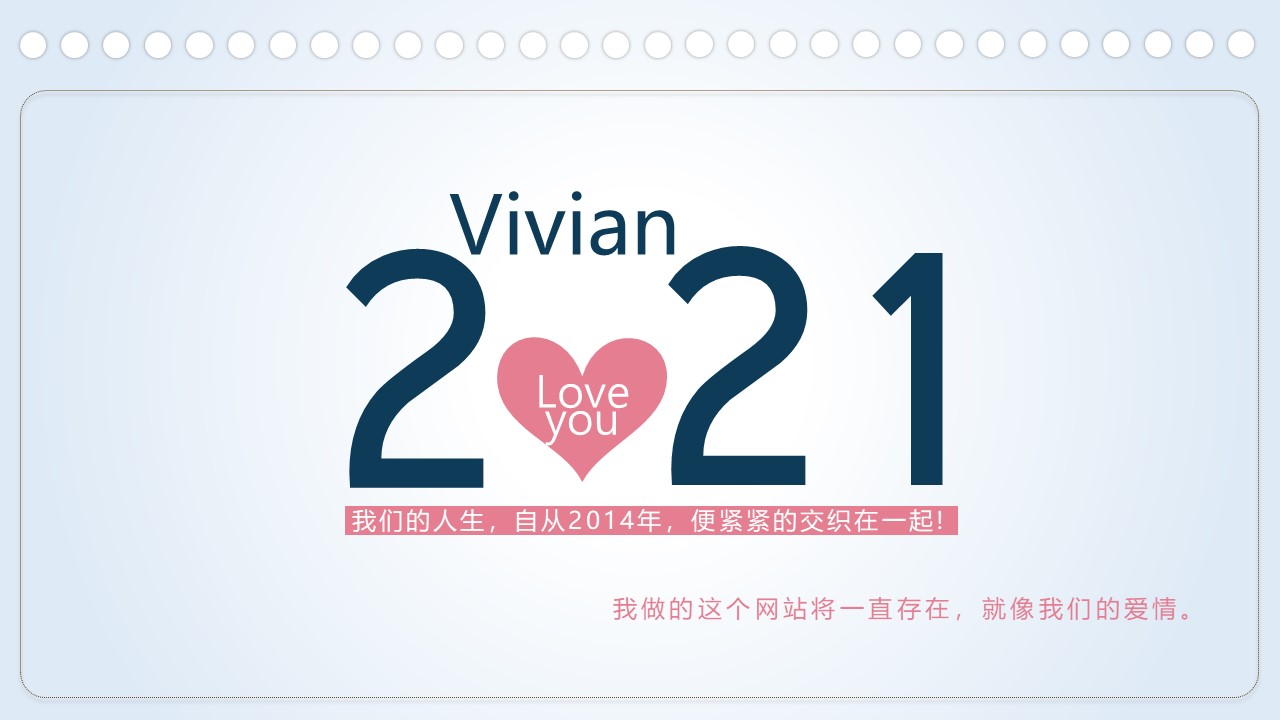 Vivian
2 21
Love
you
我们的人生，自从2014年，便紧紧的交织在一起!
我做的这个网站将一直存在，就像我们的爱情。